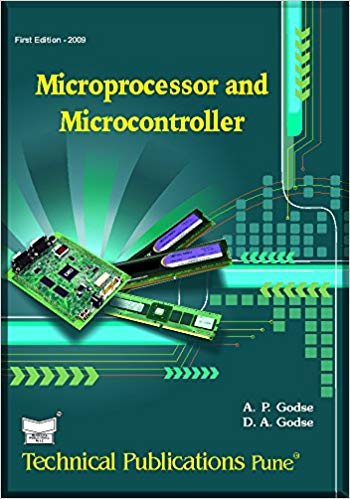 First Edition - 2009
Microprocessor and
Microcontroller
A. P. Godse
D. A. Godse
Technical Publications Pune®